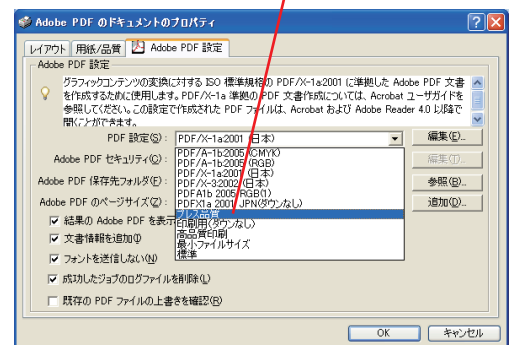 Adobe PDF のドキュメントのプロパティ
レイアウト 用紙/品質 Adobe PDF 設定
Adobe PDF 設定
グラフィックコンテンツの変換に対する ISO 標準規格の PDF/X-1a:2001 に準拠した Adobe PDF 文書
を作成するために使用します。PDF/X-1a 準拠の PDF 文書作成については、Acrobat ユーザガイドを
参照してください。この設定で作成された PDF ファイルは、Acrobat および Adobe Reader 4.0 以降で
開くことができます。
PDF 設定(S): PDF/X-1a:2001 (日本) 編集(E)...
PDF/A-1b:2005 (CMYK)
Adobe PDF セキュリティ(C): PDF/A-1b:2005 (RGB) 編集(T)...
PDF/X-1a:2001 (日本)
Adobe PDF 保存先フォルダ(F): PDF/X-3:2002 (日本) 参照(B)...
PDFA1b 2005 RGB(1)
Adobe PDF のページサイズ(Z): PDFX1a 2001 JPN(ダウンなし) 追加(D)...
プレス品質
結果の Adobe PDF を表示 印刷用(ダウンなし)
高品質印刷
文書情報を追加(I) 最小ファイルサイズ
標準
フォントを送信しない(N)
成功したジョブのログファイルを削除(L)
既存の PDF ファイルの上書きを確認(R)
OK キャンセル